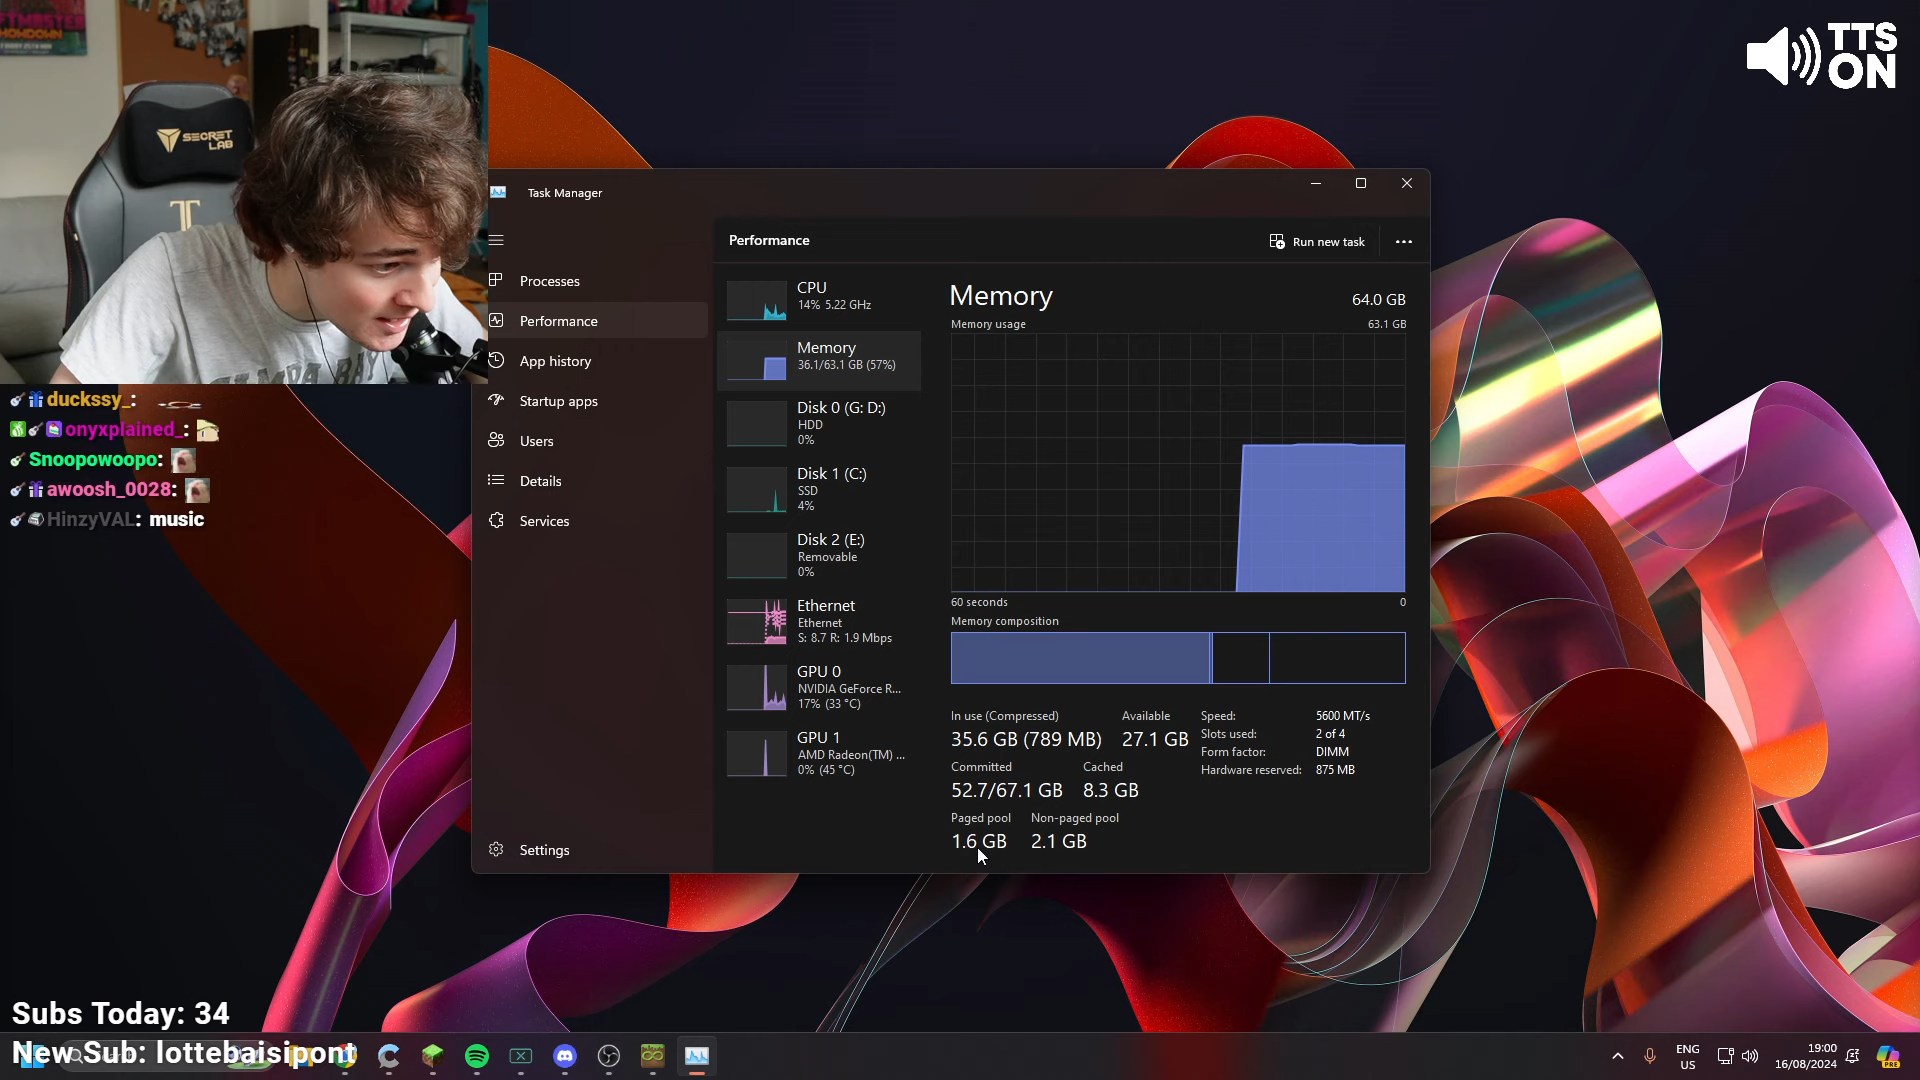 TTS
ON
SHOWDOWN
SECRET
LAB
TAMPA BAY
duckssy_:
onyxplained_:
Snoopowoopo:
awoosh_0028:
HinzyVAL: music
Task Manager
Processes
Performance
App history
Startup apps
Users
Details
Services
Settings
Performance
Run new task
CPU
14% 5.22 GHz
Memory
36.1/63.1 GB (57%)
Disk 0 (G: D:)
HDD
0%
Disk 1 (C:)
SSD
4%
Disk 2 (E:)
Removable
0%
Ethernet
Ethernet
S: 8.7 R: 1.9 Mbps
GPU 0
NVIDIA GeForce R...
17% (33 °C)
GPU 1
AMD Radeon(TM) ...
0% (45 °C)
Memory
64.0 GB
Memory usage
63.1 GB
60 seconds
0
Memory composition
In use (Compressed)
35.6 GB (789 MB)
Available
27.1 GB
Committed
52.7/67.1 GB
Cached
8.3 GB
Paged pool
1.6 GB
Non-paged pool
2.1 GB
Speed: 5600 MT/s
Slots used: 2 of 4
Form factor: DIMM
Hardware reserved: 875 MB
Subs Today: 34
New Sub: lottebaisipont
ENG
US
19:00
16/08/2024
PRE